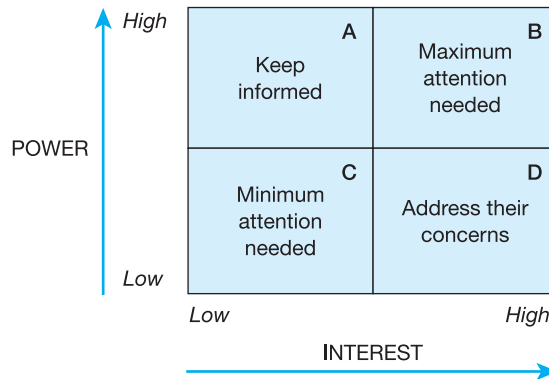 High
A
Keep
informed
B
Maximum
attention
needed
POWER
C
Minimum
attention
needed
D
Address their
concerns
Low
Low
High
INTEREST